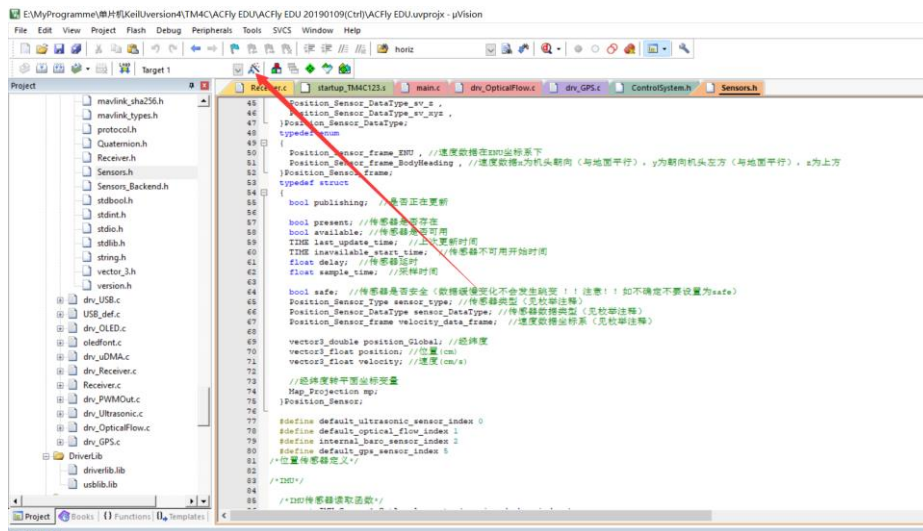 E:\MyProgramme\单片机KeilUversion4\TM4C\ACFly EDU\ACFly EDU 20190109(Ctrl)\ACFly EDU.uvprojx - µVision
File Edit View Project Flash Debug Peripherals Tools SVCS Window Help
horiz
Target 1
Project
Receiver.c startup_TM4C123.s main.c drv_OpticalFlow.c drv_GPS.c ControlSystem.h Sensors.h
mavlink_sha256.h
mavlink_types.h
protocol.h
Quaternion.h
Receiver.h
Sensors.h
Sensors_Backend.h
stdbool.h
stdint.h
stdio.h
stdlib.h
string.h
vector_3.h
version.h
drv_USB.c
USB_def.c
drv_OLED.c
oledfont.c
drv_uDMA.c
drv_Receiver.c
Receiver.c
drv_PWMOut.c
drv_Ultrasonic.c
drv_OpticalFlow.c
drv_GPS.c
DriverLib
driverlib.lib
usblib.lib
Project Books Functions Templates
45 Position_Sensor_DataType_sv_z ,
46 Position_Sensor_DataType_sv_xyz ,
47 }Position_Sensor_DataType;
48 typedef enum
49 {
50 Position_Sensor_frame_ENU , //速度数据在ENU坐标系下
51 Position_Sensor_frame_BodyHeading , //速度数据x为机头朝向（与地面平行），y为朝向机头左方（与地面平行），z为上方
52 }Position_Sensor_frame;
53 typedef struct
54 {
55 bool publishing; //是否正在更新
56
57 bool present; //传感器是否存在
58 bool available; //传感器是否可用
59 TIME last_update_time; //上次更新时间
60 TIME inavailable_start_time; //传感器不可用开始时间
61 float delay; //传感器延时
62 float sample_time; //采样时间
63
64 bool safe; //传感器是否安全（数据缓慢变化不会发生跳变 ！！注意！！如不确定不要设置为safe）
65 Position_Sensor_Type sensor_type; //传感器类型（见枚举注释）
66 Position_Sensor_DataType sensor_DataType; //传感器数据类型（见枚举注释）
67 Position_Sensor_frame velocity_data_frame; //速度数据坐标系（见枚举注释）
68
69 vector3_double position_Global; //经纬度
70 vector3_float position; //位置(cm)
71 vector3_float velocity; //速度(cm/s)
72
73 //经纬度转平面坐标变量
74 Map_Projection mp;
75 }Position_Sensor;
76
77 #define default_ultrasonic_sensor_index 0
78 #define default_optical_flow_index 1
79 #define internal_baro_sensor_index 2
80 #define default_gps_sensor_index 5
81 /*位置传感器定义*/
82
83 /*IMU*/
84
85 /*IMU传感器读取函数*/